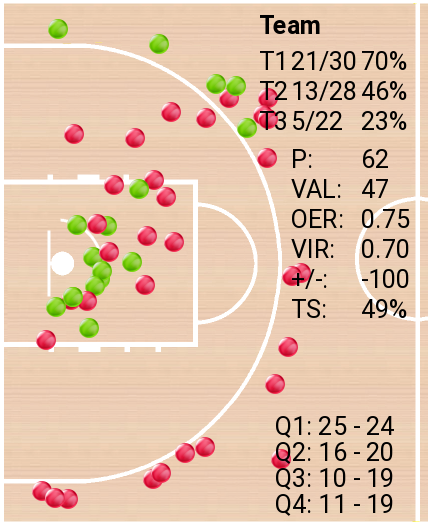 Team
T1 21/30 70%
T2 13/28 46%
T3 5/22 23%
P: 62
VAL: 47
OER: 0.75
VIR: 0.70
+/-: -100
TS: 49%
Q1: 25 - 24
Q2: 16 - 20
Q3: 10 - 19
Q4: 11 - 19